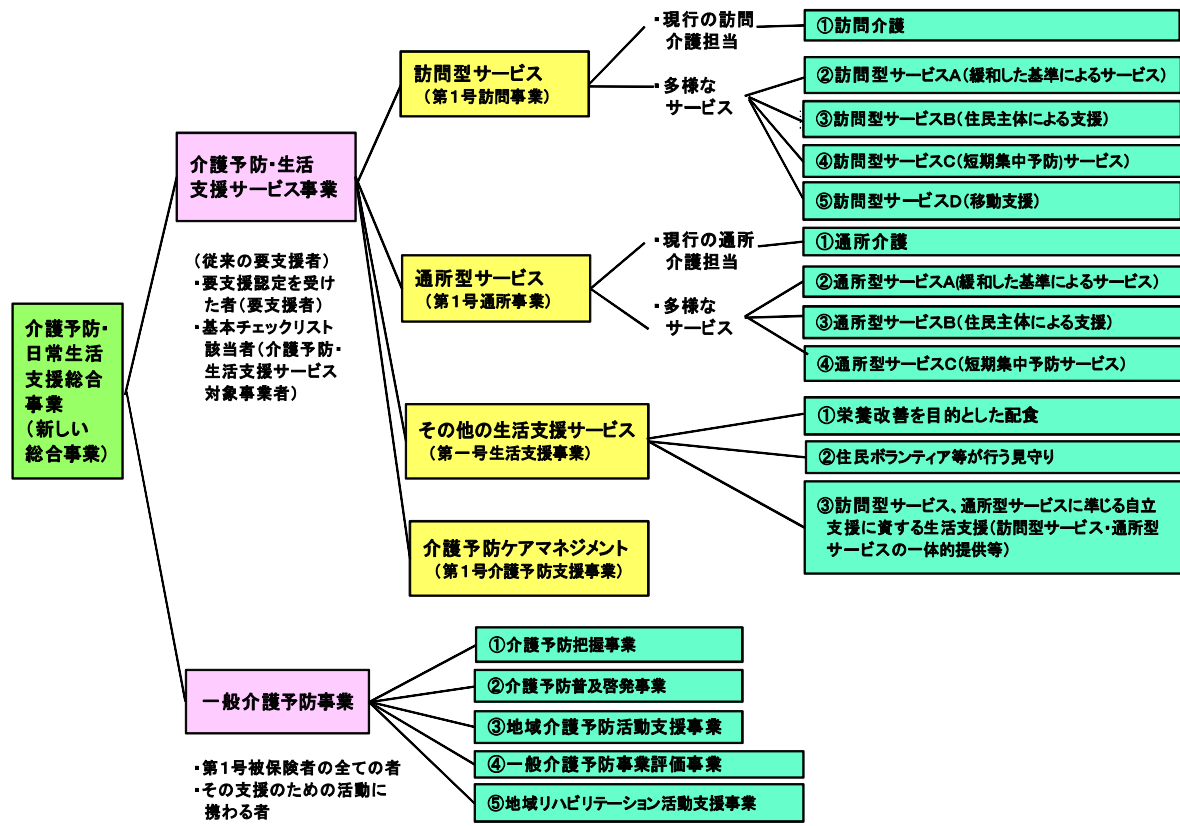 介護予防・
日常生活
支援総合
事業
（新しい
総合事業）
介護予防・生活
支援サービス事業
（従来の要支援者）
・要支援認定を受け
た者（要支援者）
・基本チェックリスト
該当者（介護予防・
生活支援サービス
対象事業者）
訪問型サービス
（第１号訪問事業）
・現行の訪問
介護担当
①訪問介護
・多様な
サービス
②訪問型サービスA（緩和した基準によるサービス）
③訪問型サービスB（住民主体による支援）
④訪問型サービスC（短期集中予防）サービス）
⑤訪問型サービスD（移動支援）
通所型サービス
（第１号通所事業）
・現行の通所
介護担当
①通所介護
・多様な
サービス
②通所型サービスA(緩和した基準によるサービス）
③通所型サービスB（住民主体による支援）
④通所型サービスC（短期集中予防サービス）
その他の生活支援サービス
（第一号生活支援事業）
①栄養改善を目的とした配食
②住民ボランティア等が行う見守り
③訪問型サービス、通所型サービスに準じる自立
支援に資する生活支援（訪問型サービス・通所型
サービスの一体的提供等）
介護予防ケアマネジメント
（第１号介護予防支援事業）
一般介護予防事業
・第１号被保険者の全ての者
・その支援のための活動に
携わる者
①介護予防把握事業
②介護予防普及啓発事業
③地域介護予防活動支援事業
④一般介護予防事業評価事業
⑤地域リハビリテーション活動支援事業